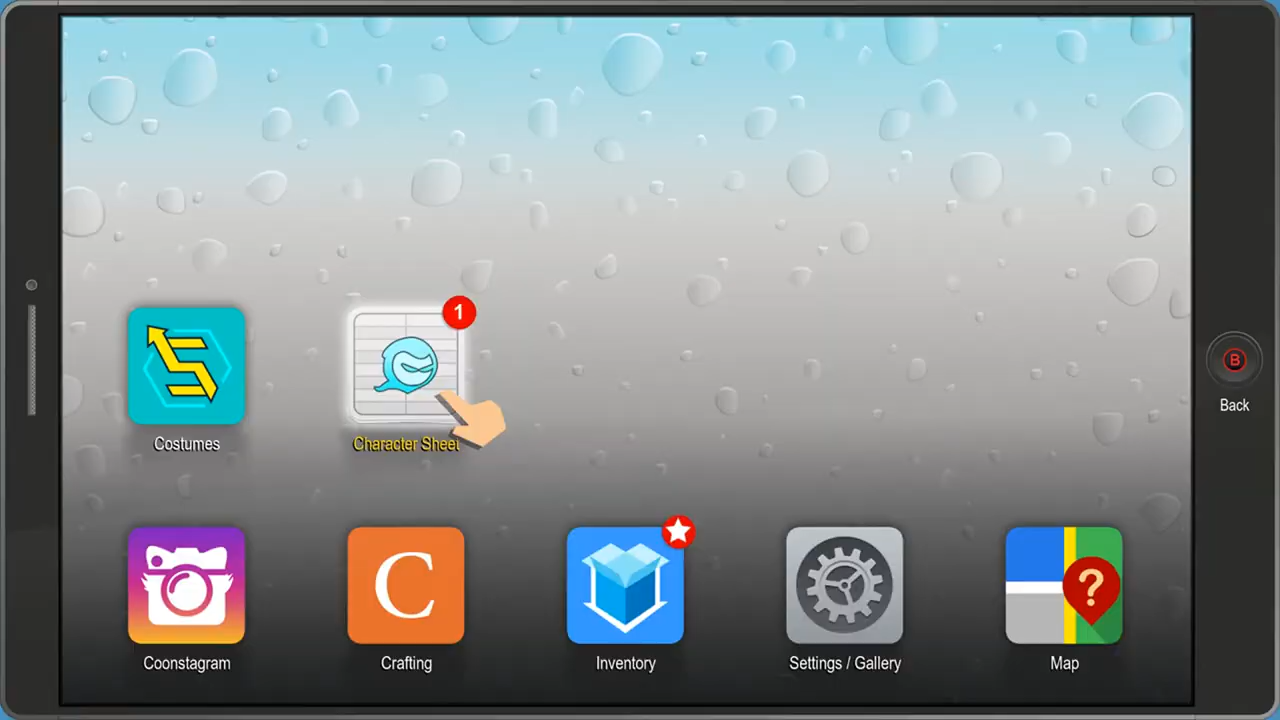 1
B
Back
Costumes
Character Sheet
C
?
Coonstagram
Crafting
Inventory
Settings / Gallery
Map